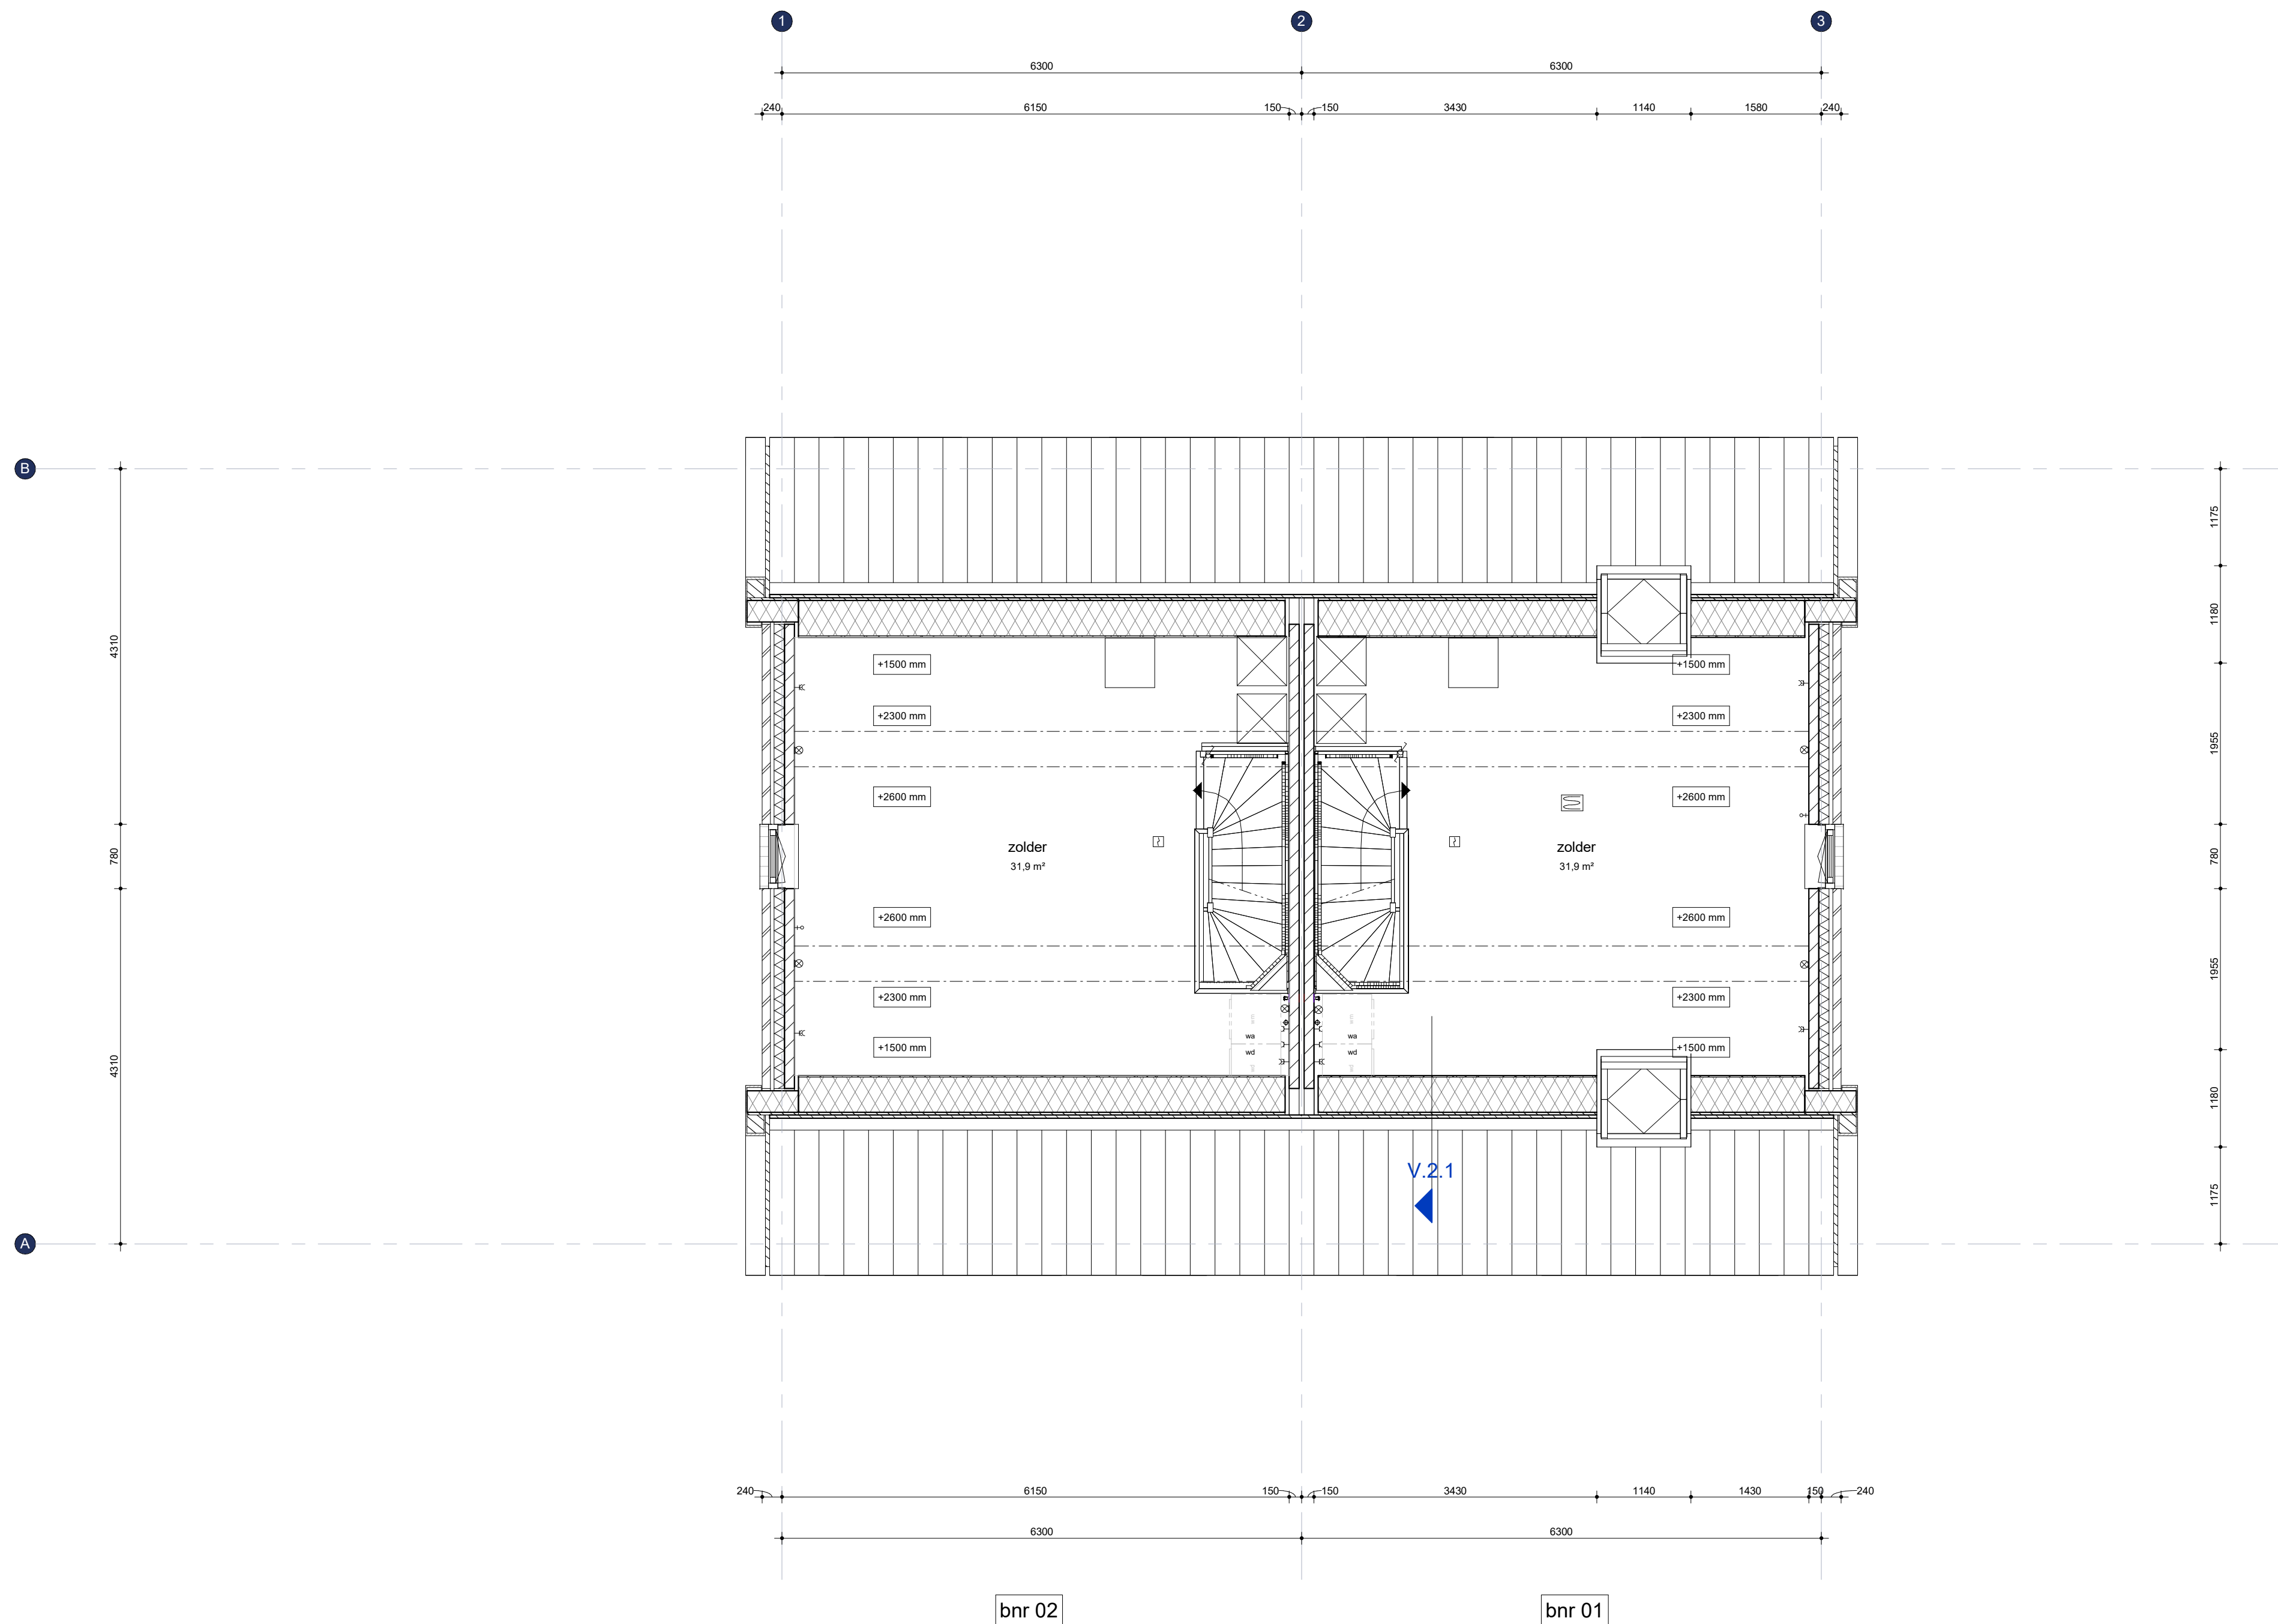 1 2 3
6300 6300
240 6150 150 150 3430 1140 1580 240
B
1175
4310
1180
+1500 mm +1500 mm
+2300 mm +2300 mm
1955
+2600 mm +2600 mm
zolder zolder
780 780
31,9 m² 31,9 m²
+2600 mm +2600 mm
1955
+2300 mm +2300 mm
wa wa
+1500 mm +1500 mm
wd wd
4310
1180
V.2.1
1175
A
240 6150 150 150 3430 1140 1430 150 240
6300 6300
bnr 02 bnr 01